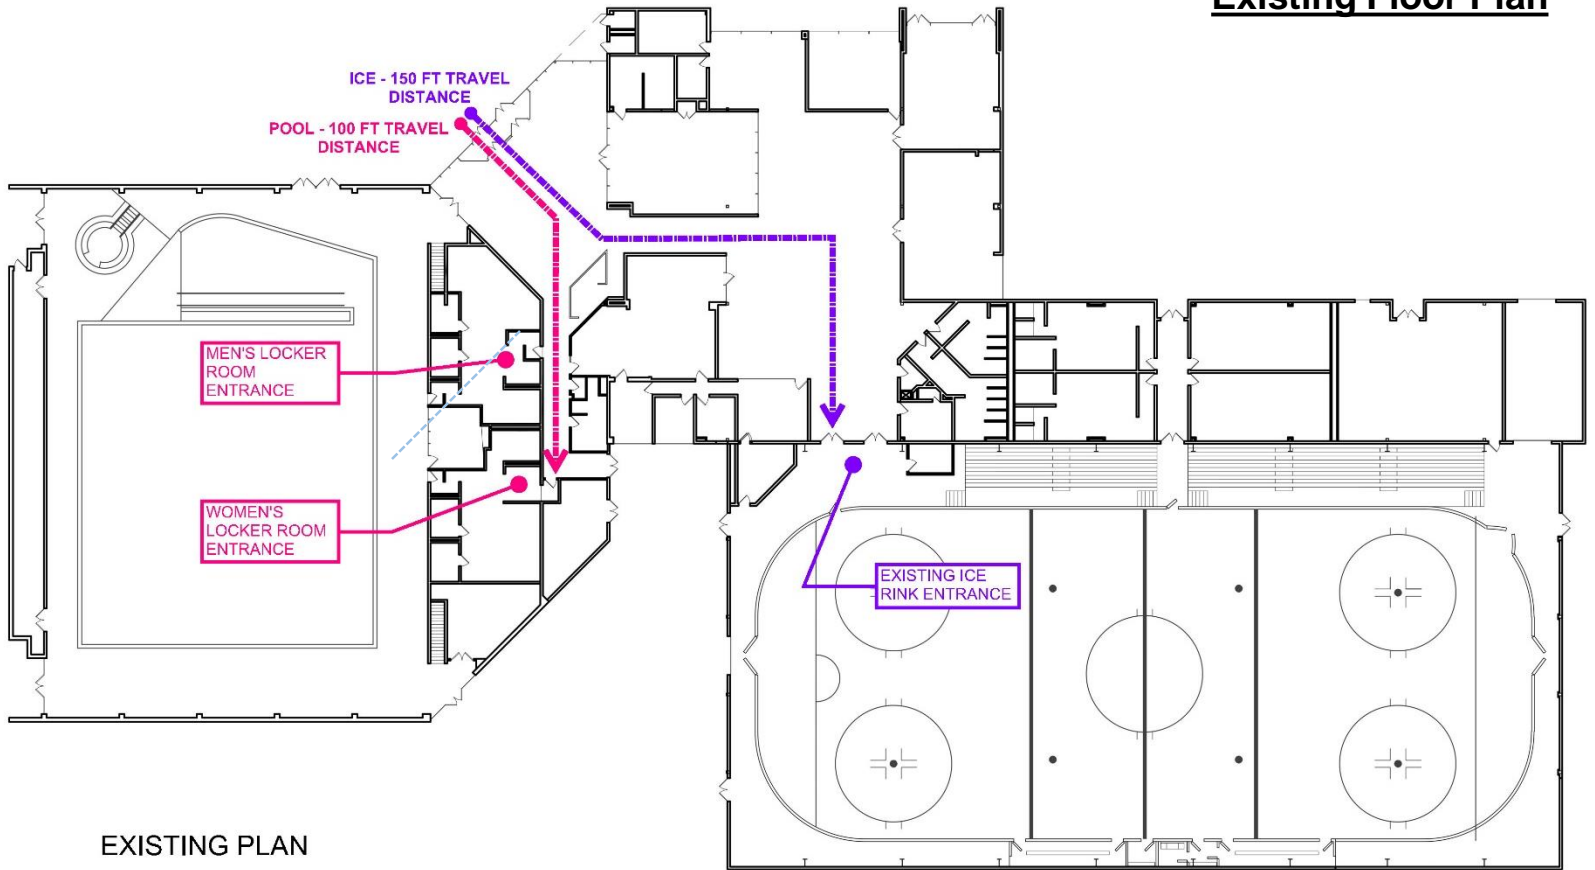 Existing Floor Plan
ICE - 150 FT TRAVEL
DISTANCE
POOL - 100 FT TRAVEL
DISTANCE
MEN'S LOCKER
ROOM
ENTRANCE
WOMEN'S
LOCKER ROOM
ENTRANCE
EXISTING ICE
RINK ENTRANCE
EXISTING PLAN